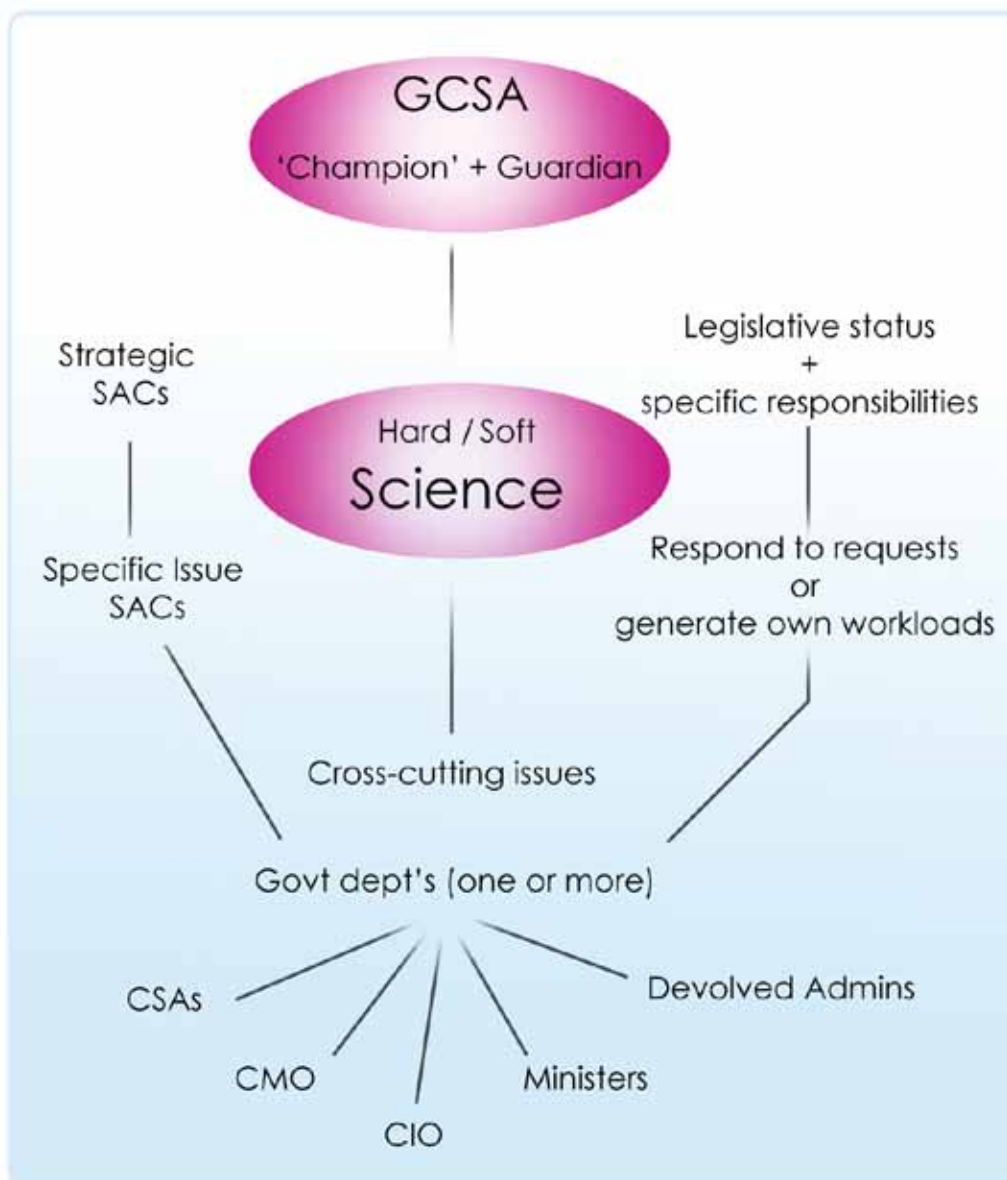 GCSA
'Champion' + Guardian
Strategic
SACs
Hard / Soft
Science
Legislative status
+
specific responsibilities
Specific Issue
SACs
Respond to requests
or
generate own workloads
Cross-cutting issues
Govt dept's (one or more)
CSAs
CMO
CIO
Ministers
Devolved Admins